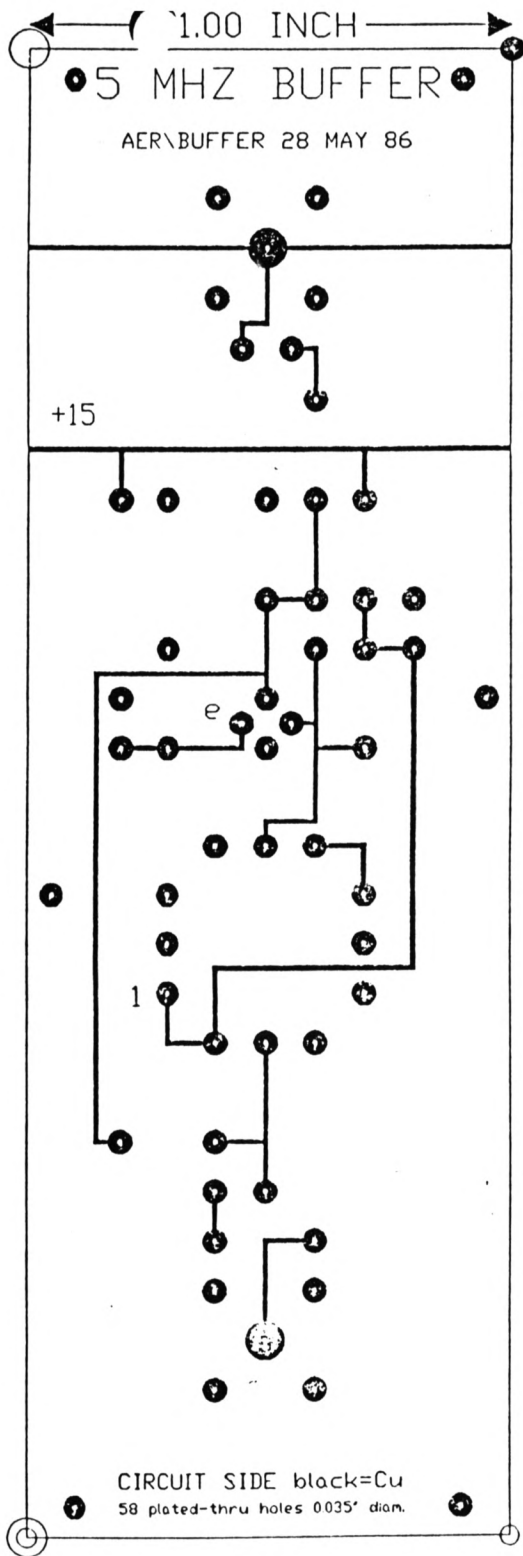 1.00 INCH
5 MHZ BUFFER
AER\BUFFER 28 MAY 86
+15
e
1
CIRCUIT SIDE black=Cu
58 plated-thru holes 0.035" diam.